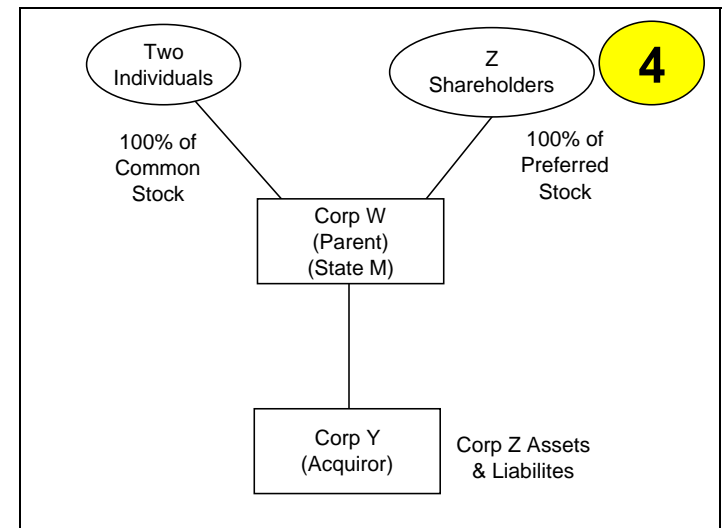 Two
Individuals
Z
Shareholders
4
100% of
Common
Stock
100% of
Preferred
Stock
Corp W
(Parent)
(State M)
Corp Y
(Acquiror)
Corp Z Assets
& Liabilites